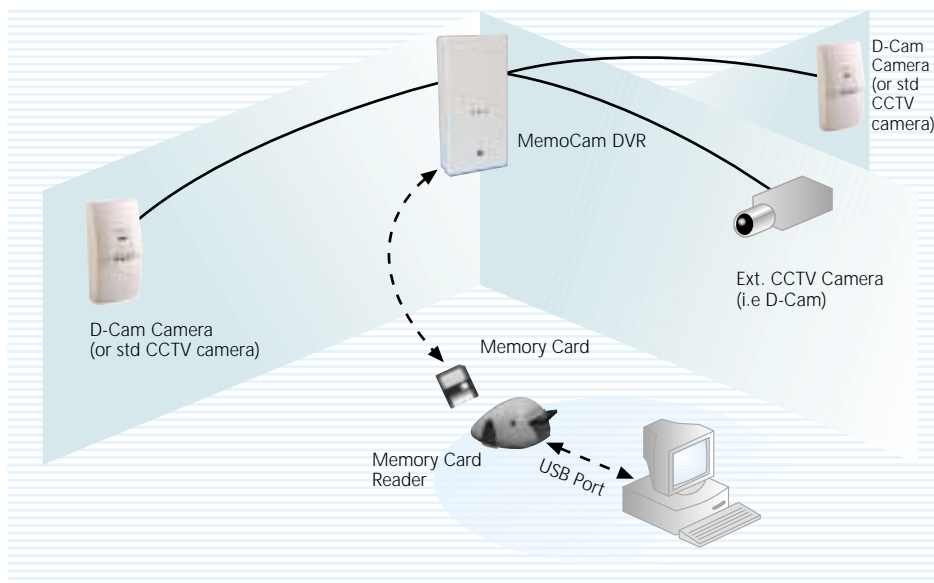 D-Cam
Camera
(or std
CCTV
camera)
MemoCam DVR
Ext. CCTV Camera
(i.e D-Cam)
D-Cam Camera
(or std CCTV camera)
Memory Card
Memory Card
Reader
USB Port